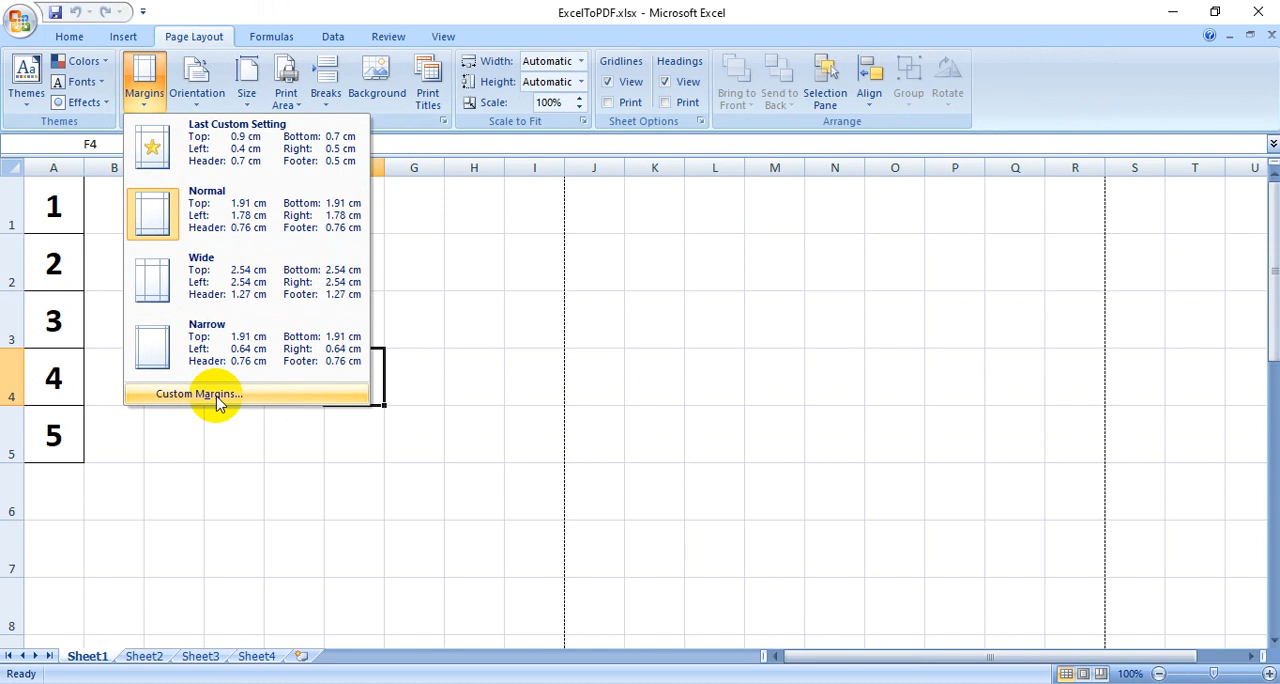 ExcelToPDF.xlsx - Microsoft Excel
Home Insert Page Layout Formulas Data Review View
Themes
Colors
Fonts
Effects
Themes
Margins
Orientation
Size
Print Area
Breaks
Background
Print Titles
Width: Automatic
Height: Automatic
Scale: 100%
Scale to Fit
Gridlines
View
Print
Headings
View
Print
Sheet Options
Bring to Front
Send to Back
Selection Pane
Align
Group
Rotate
Arrange
F4
Last Custom Setting
Top: 0.9 cm Bottom: 0.7 cm
Left: 0.4 cm Right: 0.5 cm
Header: 0.7 cm Footer: 0.5 cm
Normal
Top: 1.91 cm Bottom: 1.91 cm
Left: 1.78 cm Right: 1.78 cm
Header: 0.76 cm Footer: 0.76 cm
Wide
Top: 2.54 cm Bottom: 2.54 cm
Left: 2.54 cm Right: 2.54 cm
Header: 1.27 cm Footer: 1.27 cm
Narrow
Top: 1.91 cm Bottom: 1.91 cm
Left: 0.64 cm Right: 0.64 cm
Header: 0.76 cm Footer: 0.76 cm
Custom Margins...
A B G H I J K L M N O P Q R S T U
1 1
2 2
3 3
4 4
5 5
6
7
8
Sheet1 Sheet2 Sheet3 Sheet4
Ready 100%